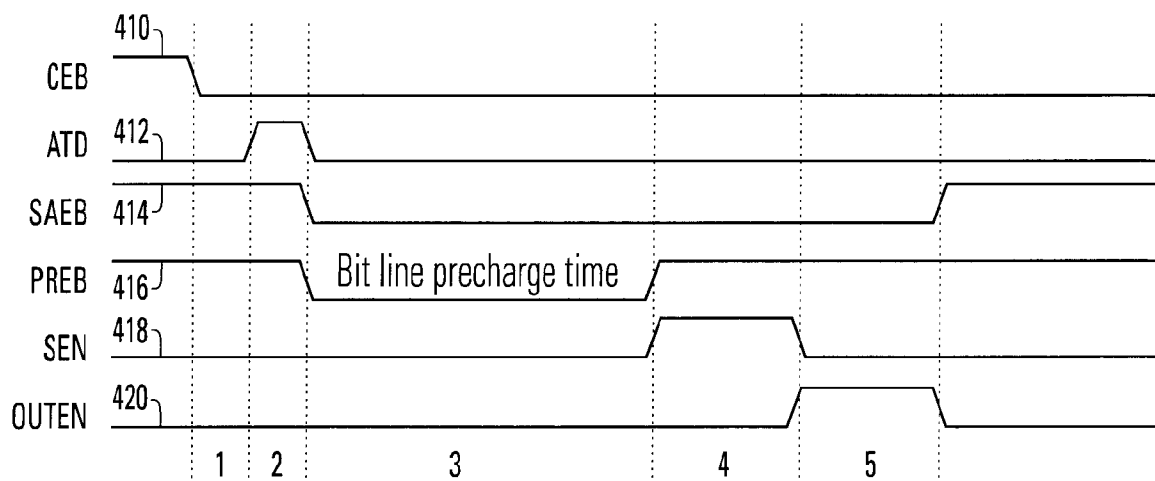 410
CEB
412
ATD
SAEB 414
PREB 416 Bit line precharge time
418
SEN
420
OUTEN
1 2 3 4 5